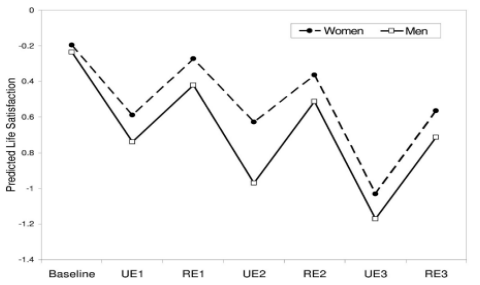 0
Women
Men
-0.2
0.4
0.6
0.8
-1
-1.2
-1.4
Predicted Life Satisfaction
Baseline UE1 RE1 UE2 RE2 UE3 RE3